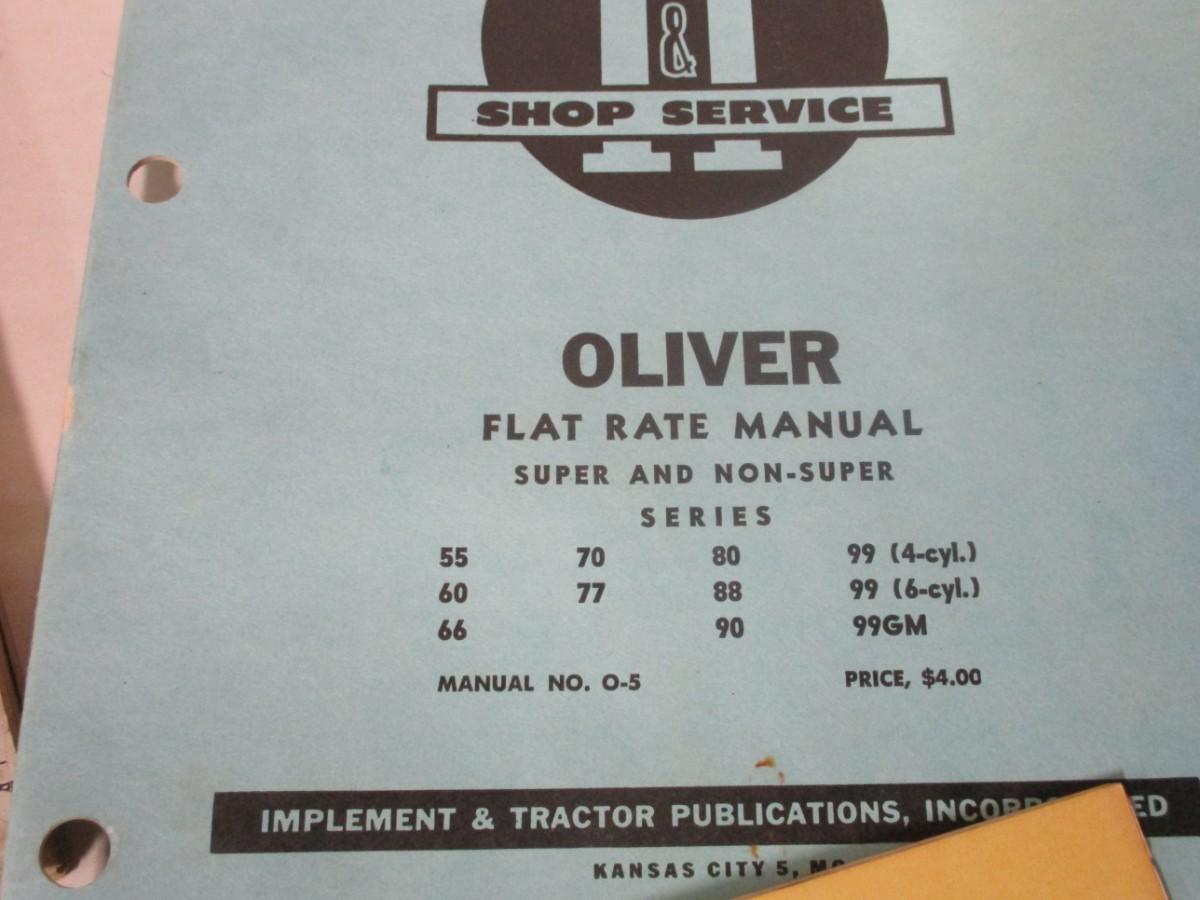 &
SHOP SERVICE
OLIVER
FLAT RATE MANUAL
SUPER AND NON-SUPER
SERIES
55 70 80 99 (4-cyl.)
60 77 88 99 (6-cyl.)
66 90 99GM
MANUAL NO. O-5 PRICE, $4.00
IMPLEMENT & TRACTOR PUBLICATIONS,
KANSAS CITY 5,